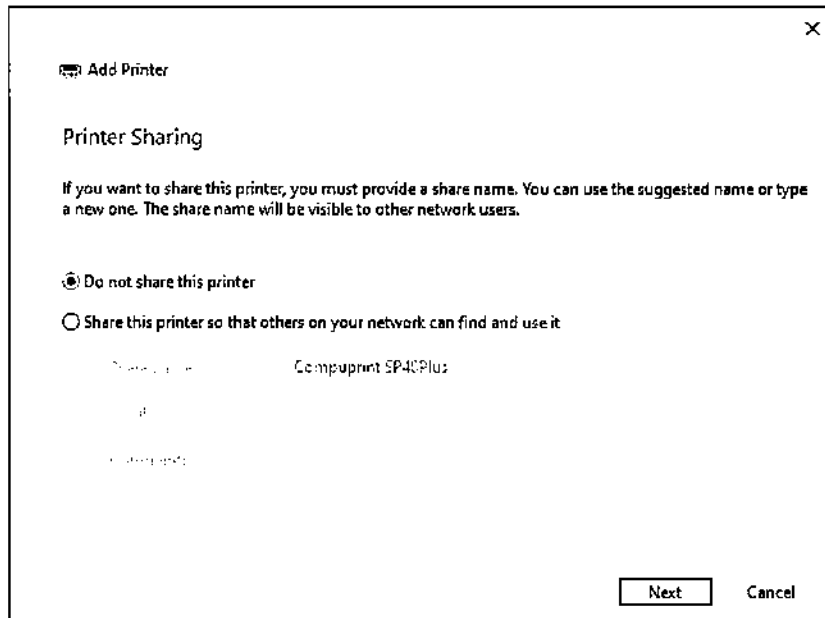 Add Printer
Printer Sharing
If you want to share this printer, you must provide a share name. You can use the suggested name or type
a new one. The share name will be visible to other network users.
Do not share this printer
Share this printer so that others on your network can find and use it
Compuprint SP40Plus
Next Cancel